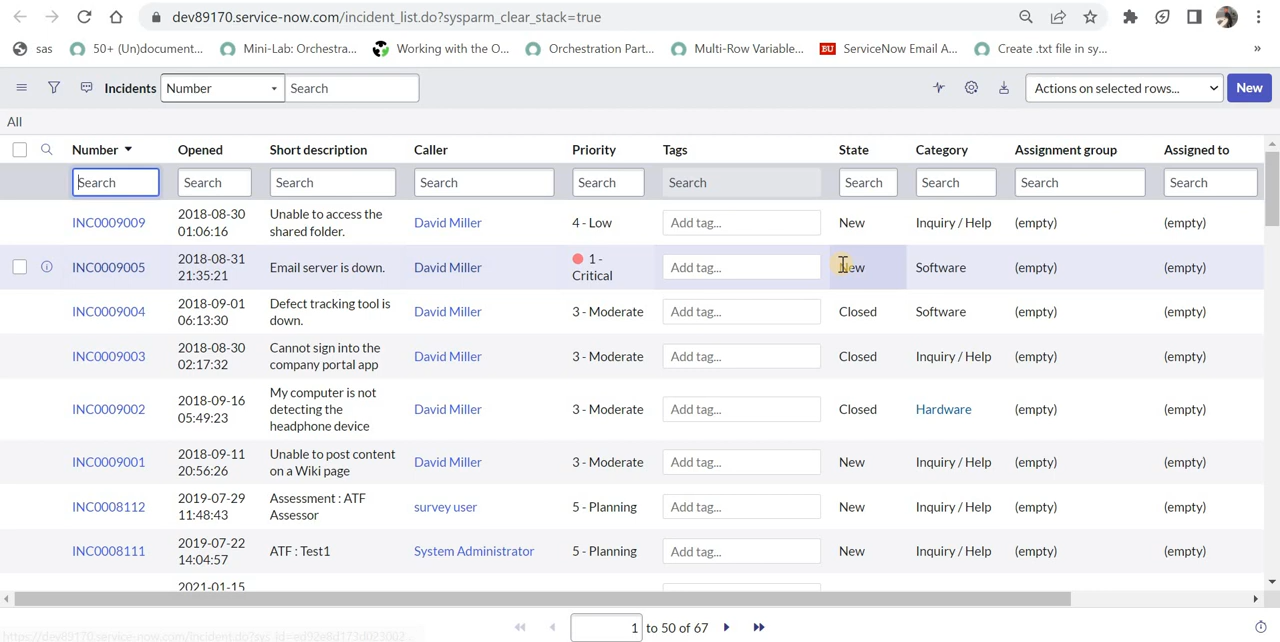 dev89170.service-now.com/incident_list.do?sysparm_clear_stack=true
sas
50+ (Un)document...
Mini-Lab: Orchestra...
Working with the O...
Orchestration Part...
Multi-Row Variable...
BU
ServiceNow Email A...
Create .txt file in sy...
»
Incidents
Number
Search
Actions on selected rows...
New
All
Number
Opened
Short description
Caller
Priority
Tags
State
Category
Assignment group
Assigned to
Search
Search
Search
Search
Search
Search
Search
Search
Search
Search
INC0009009
2018-08-30
01:06:16
Unable to access the
shared folder.
David Miller
4 - Low
Add tag...
New
Inquiry / Help
(empty)
(empty)
INC0009005
2018-08-31
21:35:21
Email server is down.
David Miller
1 -
Critical
Add tag...
New
Software
(empty)
(empty)
INC0009004
2018-09-01
06:13:30
Defect tracking tool is
down.
David Miller
3 - Moderate
Add tag...
Closed
Software
(empty)
(empty)
INC0009003
2018-08-30
02:17:32
Cannot sign into the
company portal app
David Miller
3 - Moderate
Add tag...
Closed
Inquiry / Help
(empty)
(empty)
INC0009002
2018-09-16
05:49:23
My computer is not
detecting the
headphone device
David Miller
3 - Moderate
Add tag...
Closed
Hardware
(empty)
(empty)
INC0009001
2018-09-11
20:56:26
Unable to post content
on a Wiki page
David Miller
3 - Moderate
Add tag...
New
Inquiry / Help
(empty)
(empty)
INC0008112
2019-07-29
11:48:43
Assessment : ATF
Assessor
survey user
5 - Planning
Add tag...
New
Inquiry / Help
(empty)
(empty)
INC0008111
2019-07-22
14:04:57
ATF : Test1
System Administrator
5 - Planning
Add tag...
New
Inquiry / Help
(empty)
(empty)
2021-01-15
1 to 50 of 67